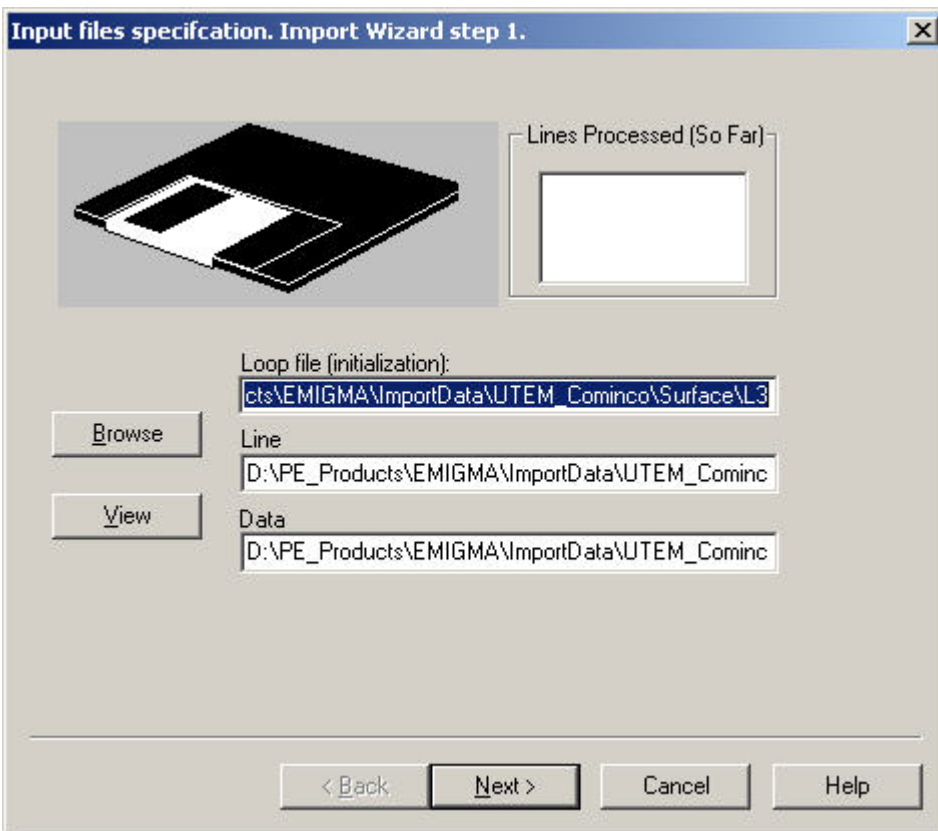 Input files specifcation. Import Wizard step 1.
Lines Processed (So Far)
Loop file (initialization):
cts\EMIGMA\ImportData\UTEM_Cominco\Surface\L3
Browse
Line
D:\PE_Products\EMIGMA\ImportData\UTEM_Cominc
View
Data
D:\PE_Products\EMIGMA\ImportData\UTEM_Cominc
< Back
Next >
Cancel
Help